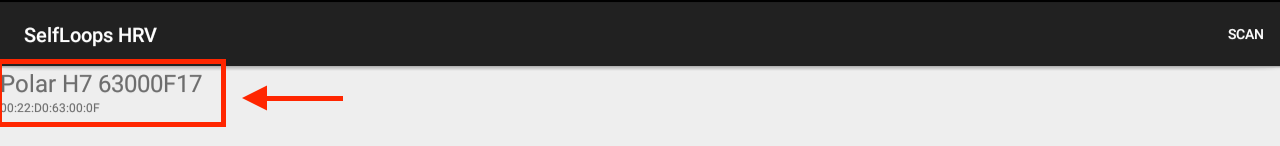 SelfLoops HRV
SCAN
Polar H7 63000F17
00:22:D0:63:00:0F